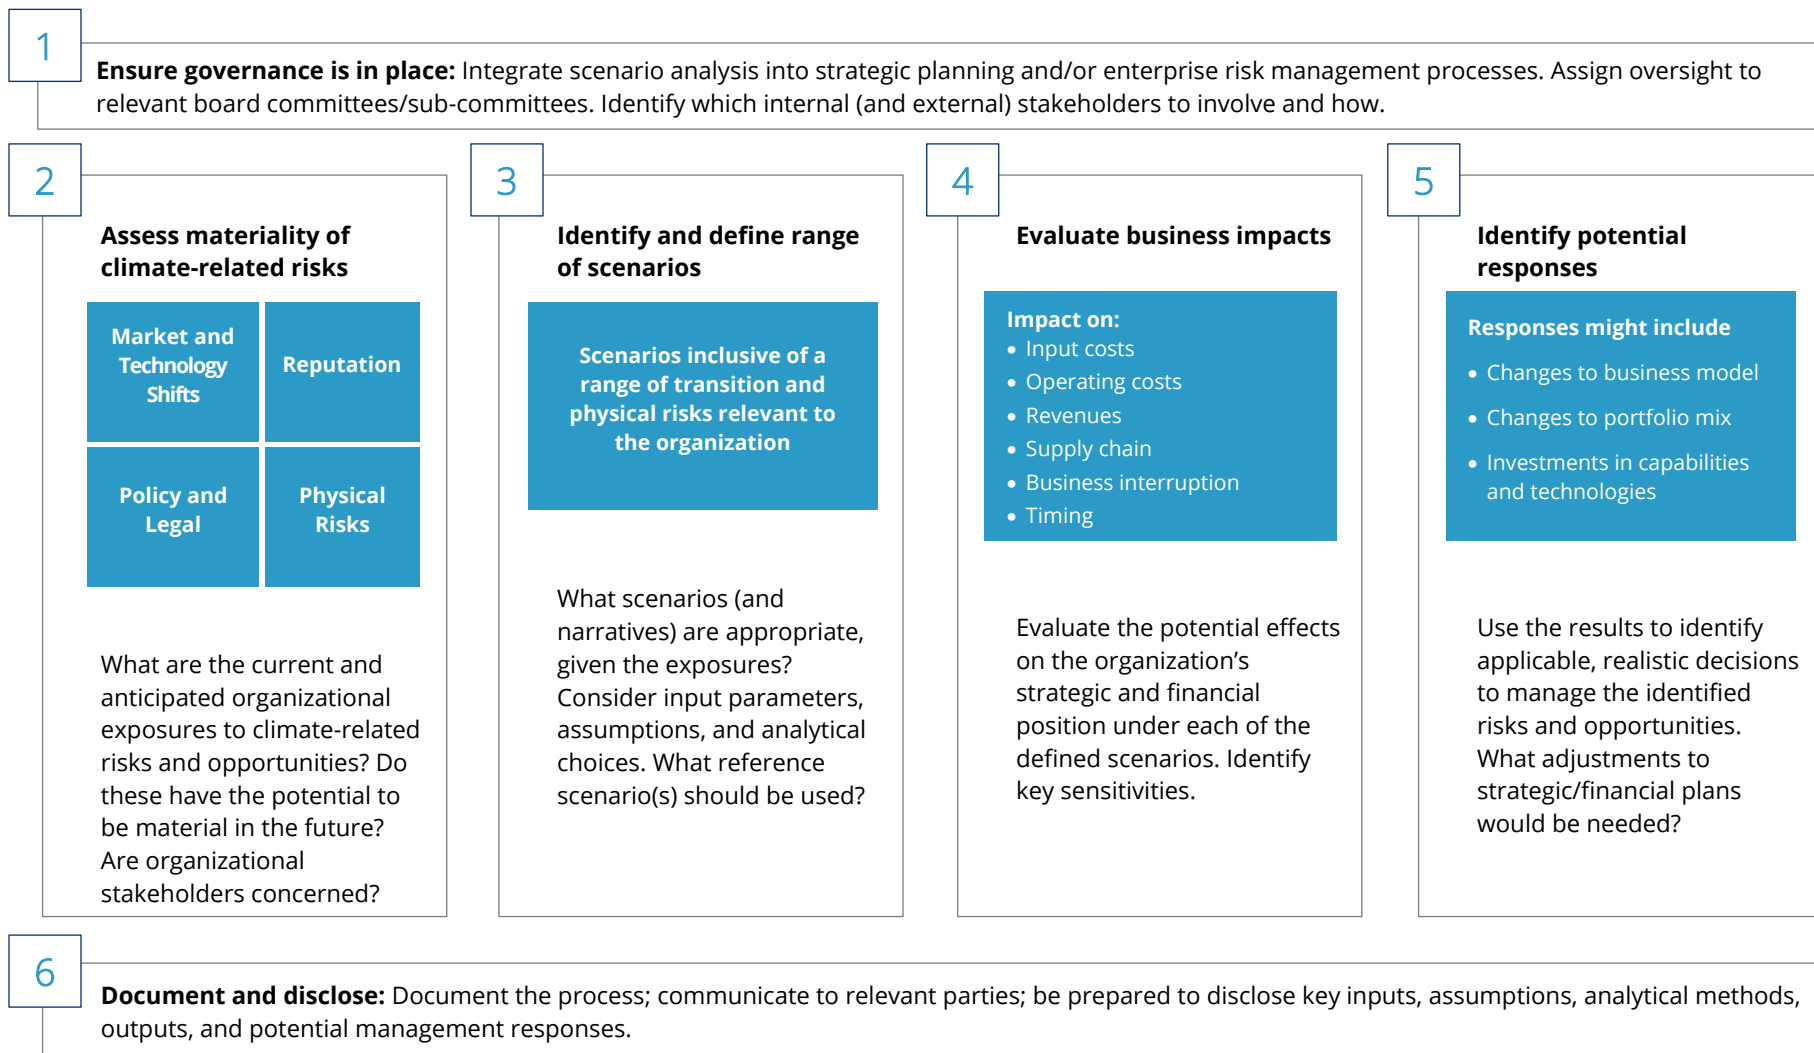 1
Ensure governance is in place: Integrate scenario analysis into strategic planning and/or enterprise risk management processes. Assign oversight to
relevant board committees/sub-committees. Identify which internal (and external) stakeholders to involve and how.
2
Assess materiality of
climate-related risks
Market and
Technology
Shifts
Reputation
Policy and
Legal
Physical
Risks
What are the current and
anticipated organizational
exposures to climate-related
risks and opportunities? Do
these have the potential to
be material in the future?
Are organizational
stakeholders concerned?
3
Identify and define range
of scenarios
Scenarios inclusive of a
range of transition and
physical risks relevant to
the organization
What scenarios (and
narratives) are appropriate,
given the exposures?
Consider input parameters,
assumptions, and analytical
choices. What reference
scenario(s) should be used?
4
Evaluate business impacts
Impact on:
• Input costs
• Operating costs
• Revenues
• Supply chain
• Business interruption
• Timing
Evaluate the potential effects
on the organization’s
strategic and financial
position under each of the
defined scenarios. Identify
key sensitivities.
5
Identify potential
responses
Responses might include
• Changes to business model
• Changes to portfolio mix
• Investments in capabilities
and technologies
Use the results to identify
applicable, realistic decisions
to manage the identified
risks and opportunities.
What adjustments to
strategic/financial plans
would be needed?
6
Document and disclose: Document the process; communicate to relevant parties; be prepared to disclose key inputs, assumptions, analytical methods,
outputs, and potential management responses.